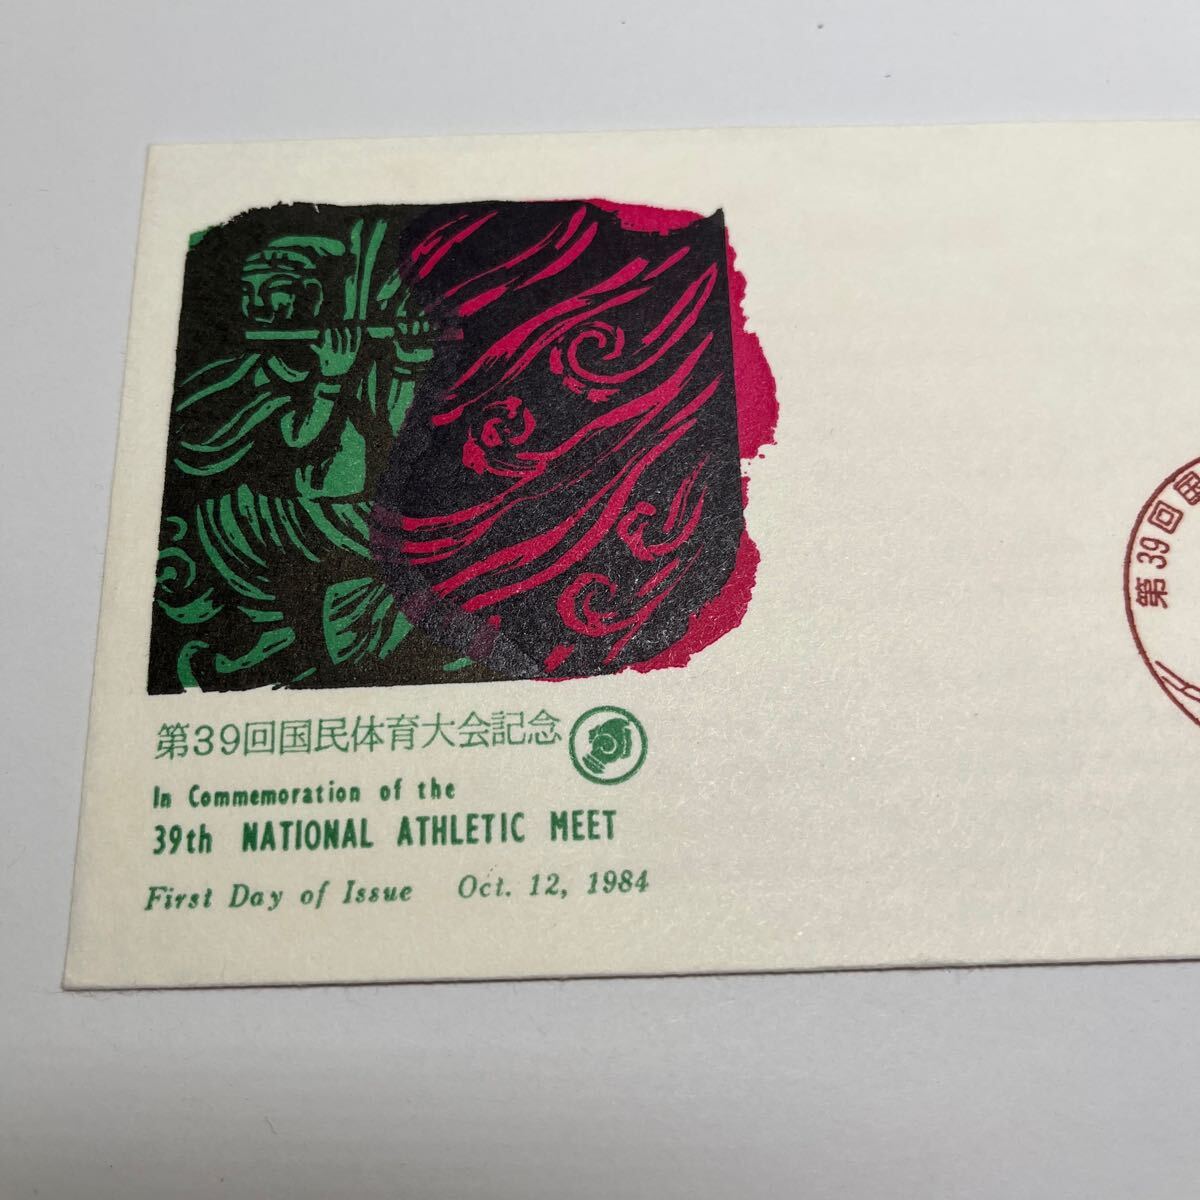 第39回国民体育大会記念
In Commemoration of the
39th NATIONAL ATHLETIC MEET
First Day of Issue Oct. 12, 1984
第39回国